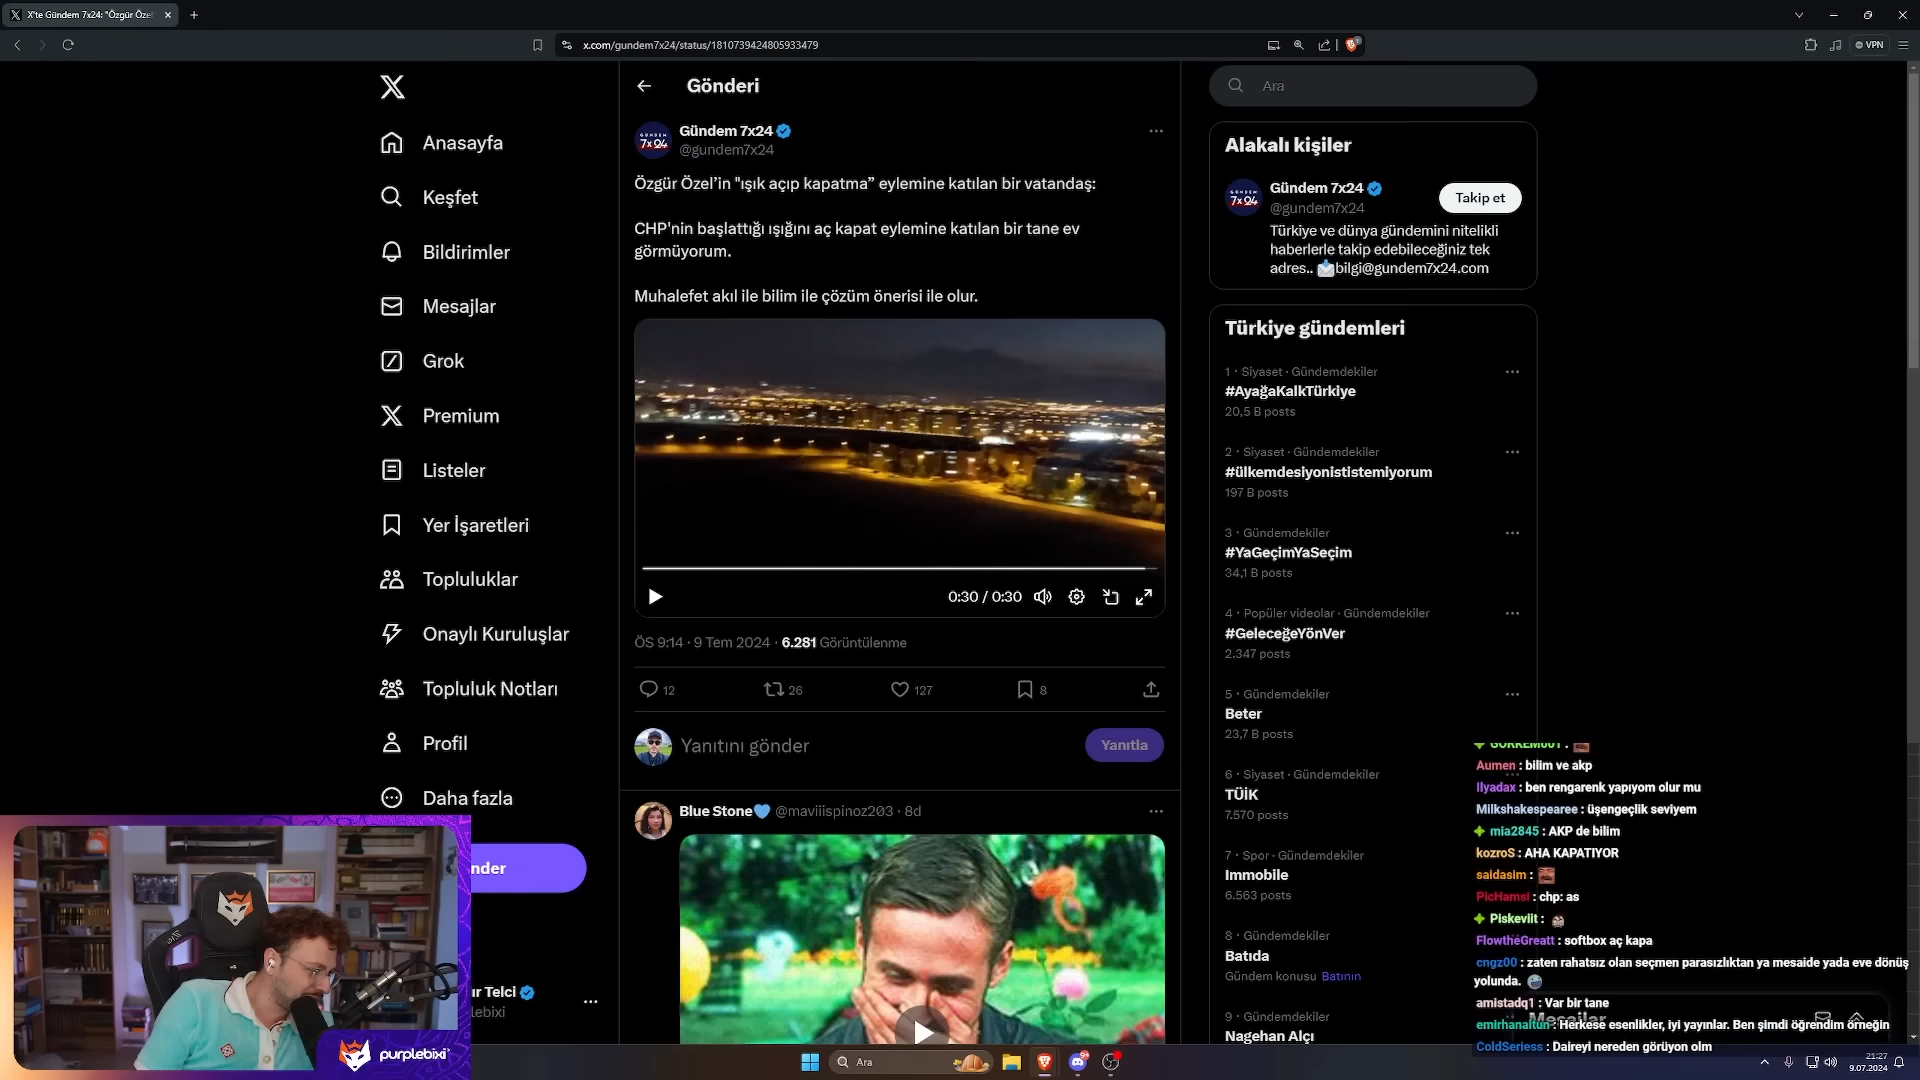 X'te Gündem 7x24: "Özgür Özel'
x.com/gundem7x24/status/1810739424805933479
VPN
Anasayfa
Keşfet
Bildirimler
Mesajlar
Grok
Premium
Listeler
Yer İşaretleri
Topluluklar
Onaylı Kuruluşlar
Topluluk Notları
Profil
Daha fazla
nder
ur Telci
lebixi
purplebixi
Gönderi
Gündem 7x24
@gundem7x24
Özgür Özel’in "ışık açıp kapatma” eylemine katılan bir vatandaş:
CHP'nin başlattığı ışığını aç kapat eylemine katılan bir tane ev
görmüyorum.
Muhalefet akıl ile bilim ile çözüm önerisi ile olur.
0:30 / 0:30
ÖS 9:14 · 9 Tem 2024 · 6.281 Görüntülenme
12
26
127
8
Yanıtını gönder
Yanıtla
Blue Stone @maviiispinoz203 · 8d
Ara
Alakalı kişiler
Gündem 7x24
@gundem7x24
Takip et
Türkiye ve dünya gündemini nitelikli
haberlerle takip edebileceğiniz tek
adres.. bilgi@gundem7x24.com
Türkiye gündemleri
1 · Siyaset · Gündemdekiler
#AyağaKalkTürkiye
20,5 B posts
2 · Siyaset · Gündemdekiler
#ülkemdesiyonististemiyorum
197 B posts
3 · Gündemdekiler
#YaGeçimYaSeçim
34,1 B posts
4 · Popüler videolar · Gündemdekiler
#GeleceğeYönVer
2.347 posts
5 · Gündemdekiler
Beter
23,7 B posts
6 · Siyaset · Gündemdekiler
TÜİK
7.570 posts
7 · Spor · Gündemdekiler
Immobile
6.563 posts
8 · Gündemdekiler
Batıda
Gündem konusu Batının
9 · Gündemdekiler
Nagehan Alçı
Mesajlar
GORKEM001 :
Aumen : bilim ve akp
Ilyadax : ben rengarenk yapıyom olur mu
Milkshakespearee : üşengeçlik seviyem
mia2845 : AKP de bilim
kozroS : AHA KAPATIYOR
saidasim :
PicHamsi : chp: as
Piskeviit :
FlowthéGreatt : softbox aç kapa
cngz00 : zaten rahatsız olan seçmen parasızlıktan ya mesaide yada eve dönüş
yolunda.
amistadq1 : Var bir tane
emirhanaltun : Herkese esenlikler, iyi yayınlar. Ben şimdi öğrendim örneğin
ColdSeriess : Daireyi nereden görüyon olm
Ara
21:27
9.07.2024